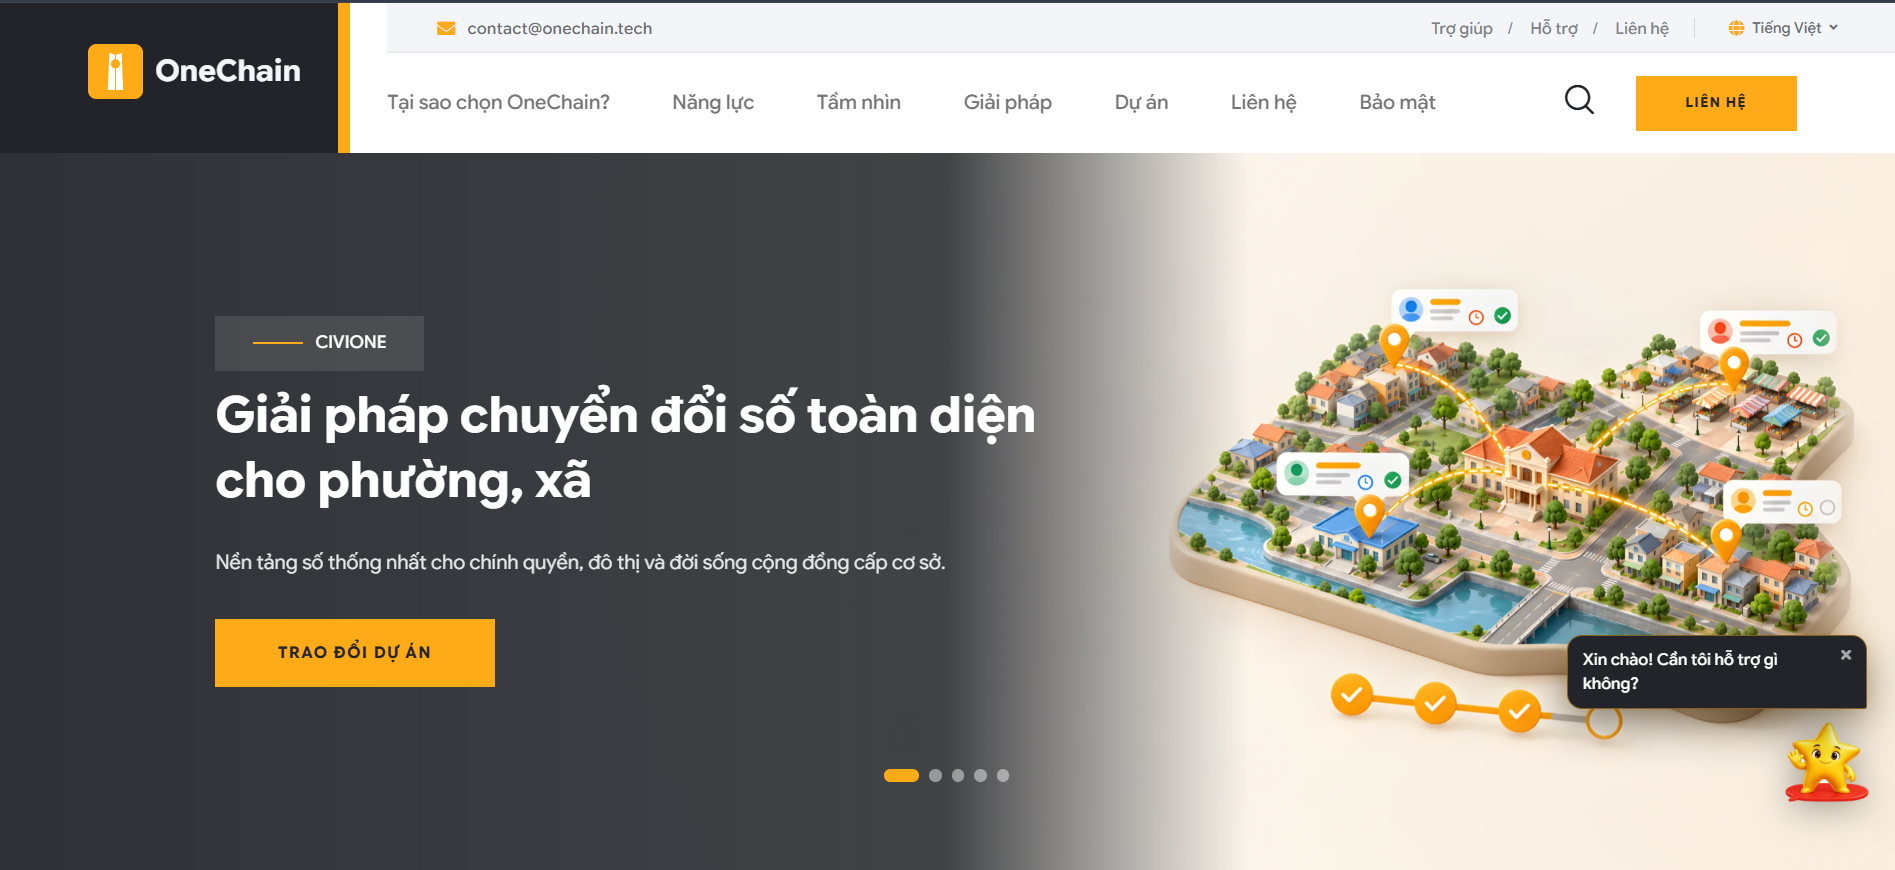 OneChain
contact@onechain.tech
Trợ giúp / Hỗ trợ / Liên hệ
Tiếng Việt
Tại sao chọn OneChain?
Năng lực
Tầm nhìn
Giải pháp
Dự án
Liên hệ
Bảo mật
LIÊN HỆ
CIVIONE
Giải pháp chuyển đổi số toàn diện
cho phường, xã
Nền tảng số thống nhất cho chính quyền, đô thị và đời sống cộng đồng cấp cơ sở.
TRAO ĐỔI DỰ ÁN
Xin chào! Cần tôi hỗ trợ gì
không?